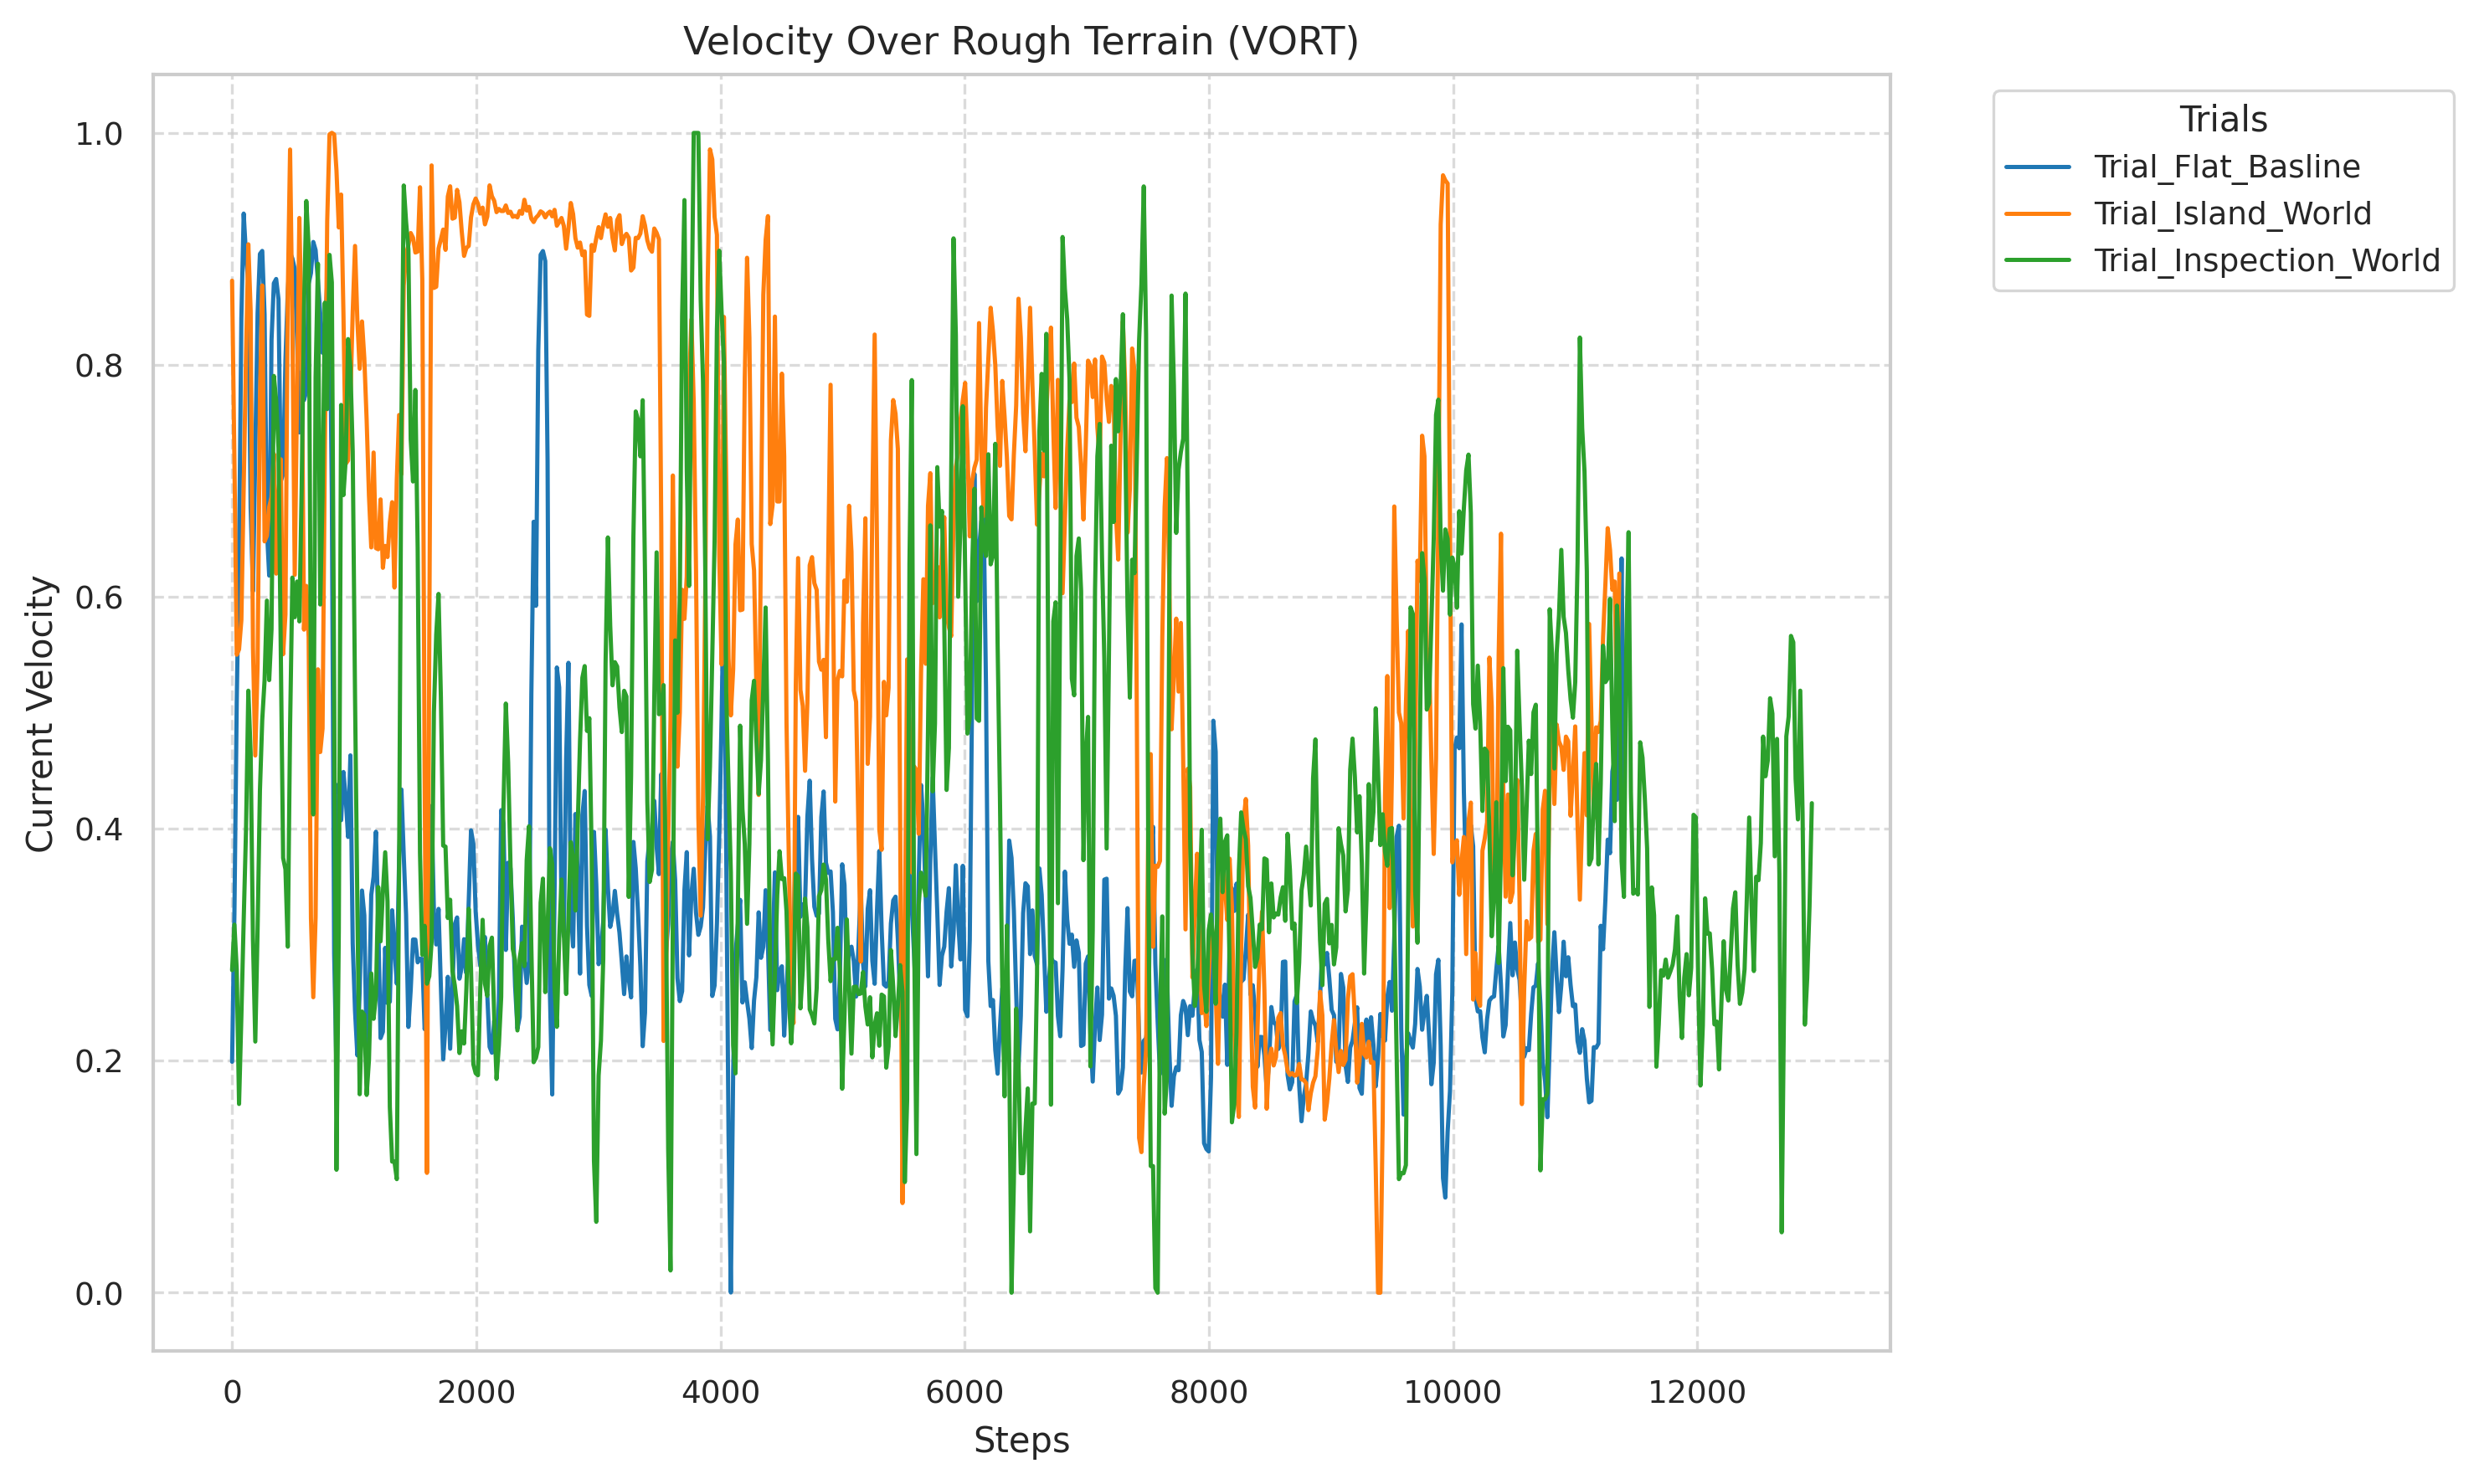 Velocity Over Rough Terrain (VORT)
Trials
Trial_Flat_Basline
Trial_Island_World
Trial_Inspection_World
Current Velocity
1.0
0.8
0.6
0.4
0.2
0.0
0 2000 4000 6000 8000 10000 12000
Steps